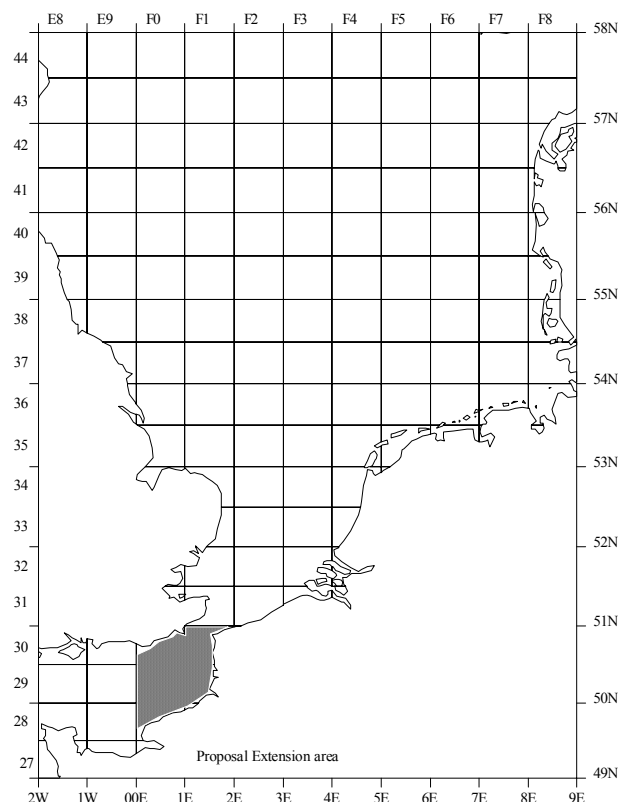 E8 E9 F0 F1 F2 F3 F4 F5 F6 F7 F8
58N
44
43
57N
42
41
56N
40
39
55N
38
37
54N
36
35
53N
34
33
52N
32
31
51N
30
29
50N
28
Proposal Extension area
27
49N
2W 1W 00E 1E 2E 3E 4E 5E 6E 7E 8E 9E